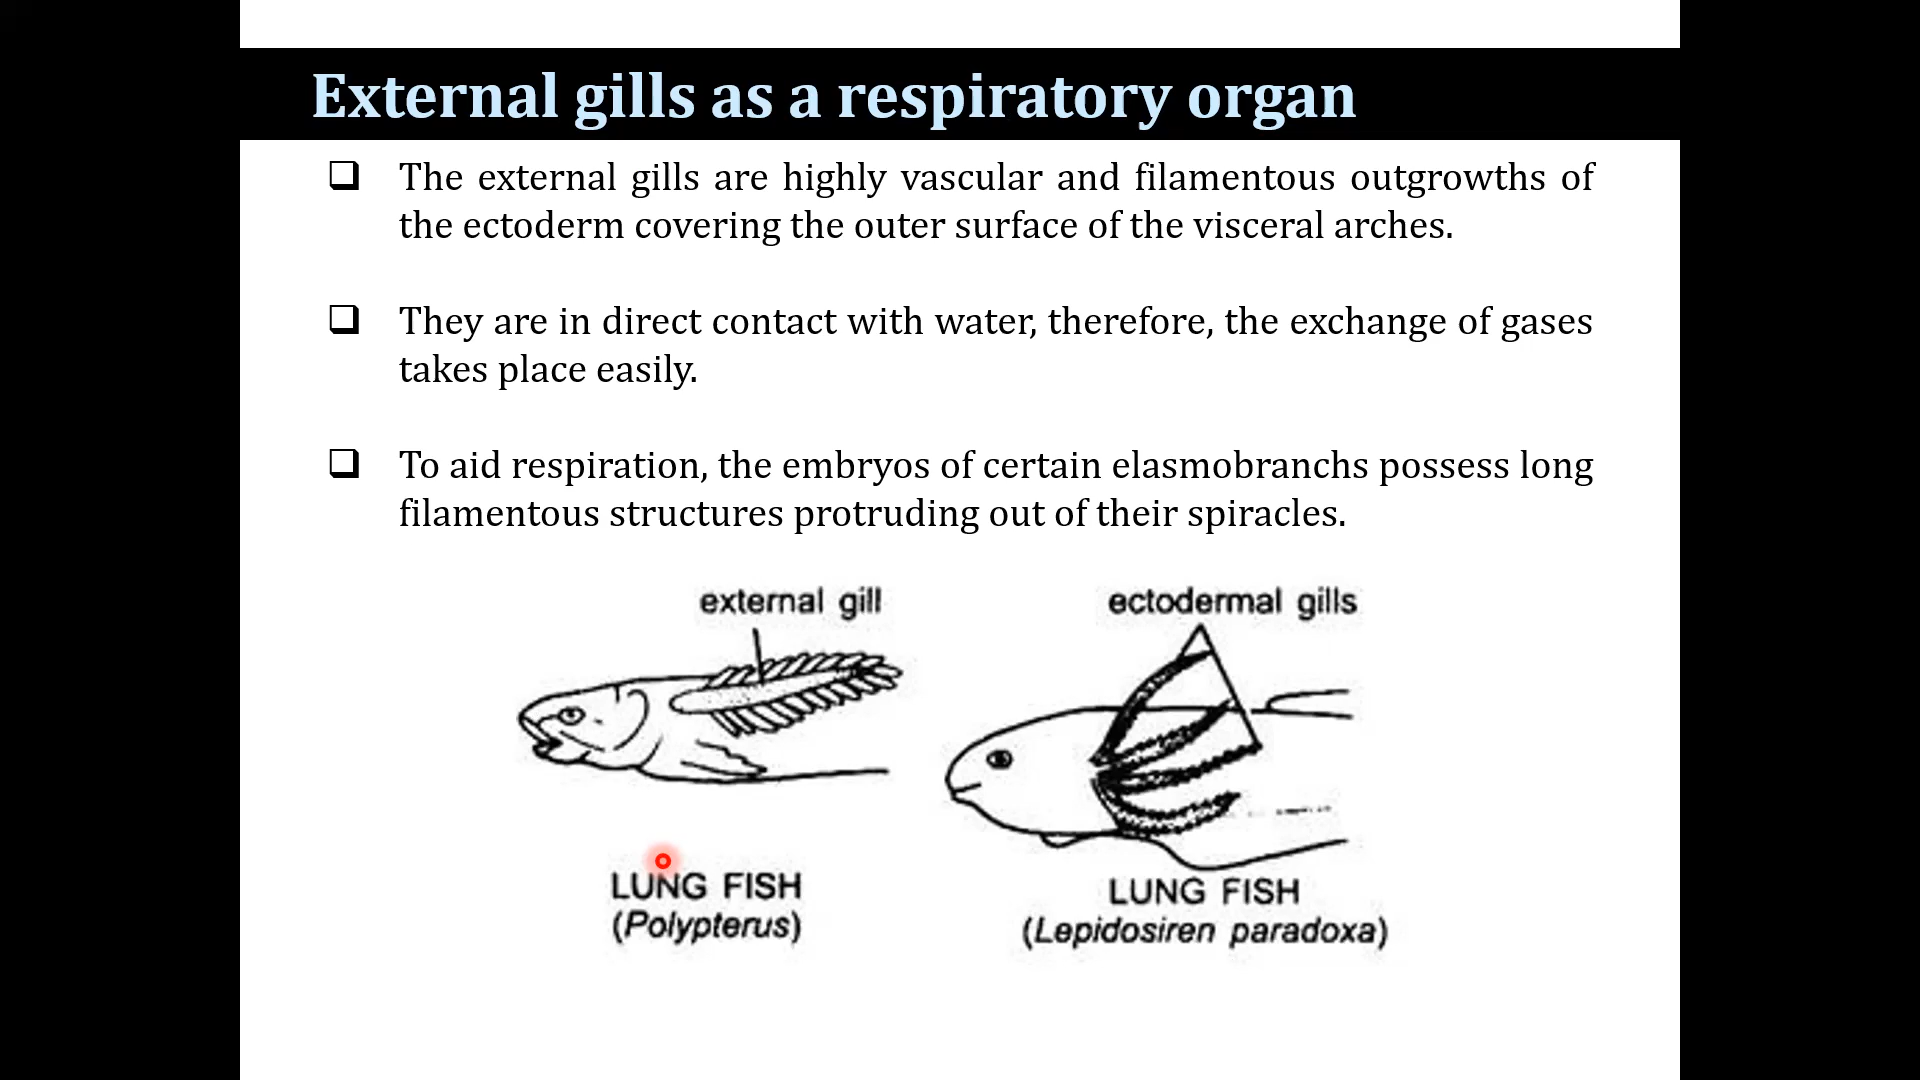 External gills as a respiratory organ
❑ The external gills are highly vascular and filamentous outgrowths of
the ectoderm covering the outer surface of the visceral arches.
❑ They are in direct contact with water, therefore, the exchange of gases
takes place easily.
❑ To aid respiration, the embryos of certain elasmobranchs possess long
filamentous structures protruding out of their spiracles.
external gill
LUNG FISH
(Polypterus)
ectodermal gills
LUNG FISH
(Lepidosiren paradoxa)